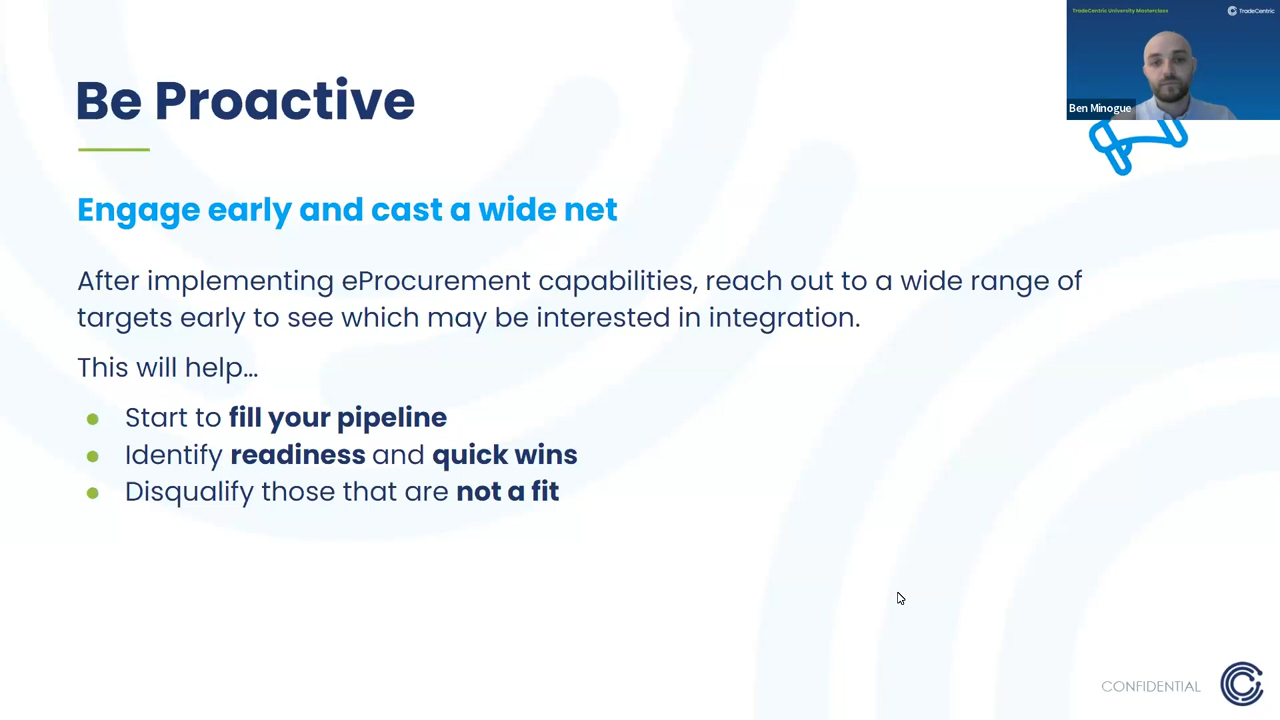 TradeCentric University Masterclass
TradeCentric
Ben Minogue
Be Proactive
Engage early and cast a wide net
After implementing eProcurement capabilities, reach out to a wide range of
targets early to see which may be interested in integration.
This will help...
● Start to fill your pipeline
● Identify readiness and quick wins
● Disqualify those that are not a fit
CONFIDENTIAL